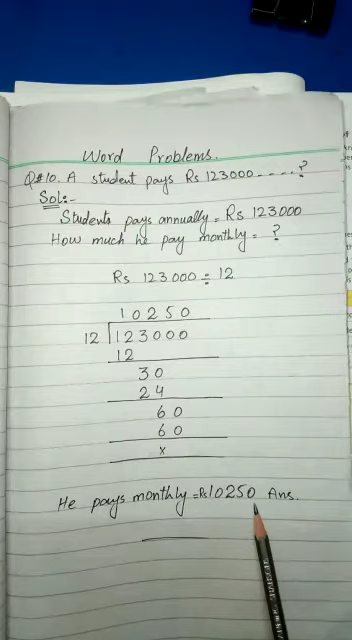 Word Problems.
Q#10. A student pays Rs 123000-----?
Sol:-
Students pays annually = Rs 123000
How much he pay monthly = ?
Rs 123000 ÷ 12
10250
12 123000
12
30
24
60
60
x
He pays monthly = Rs10250 Ans.